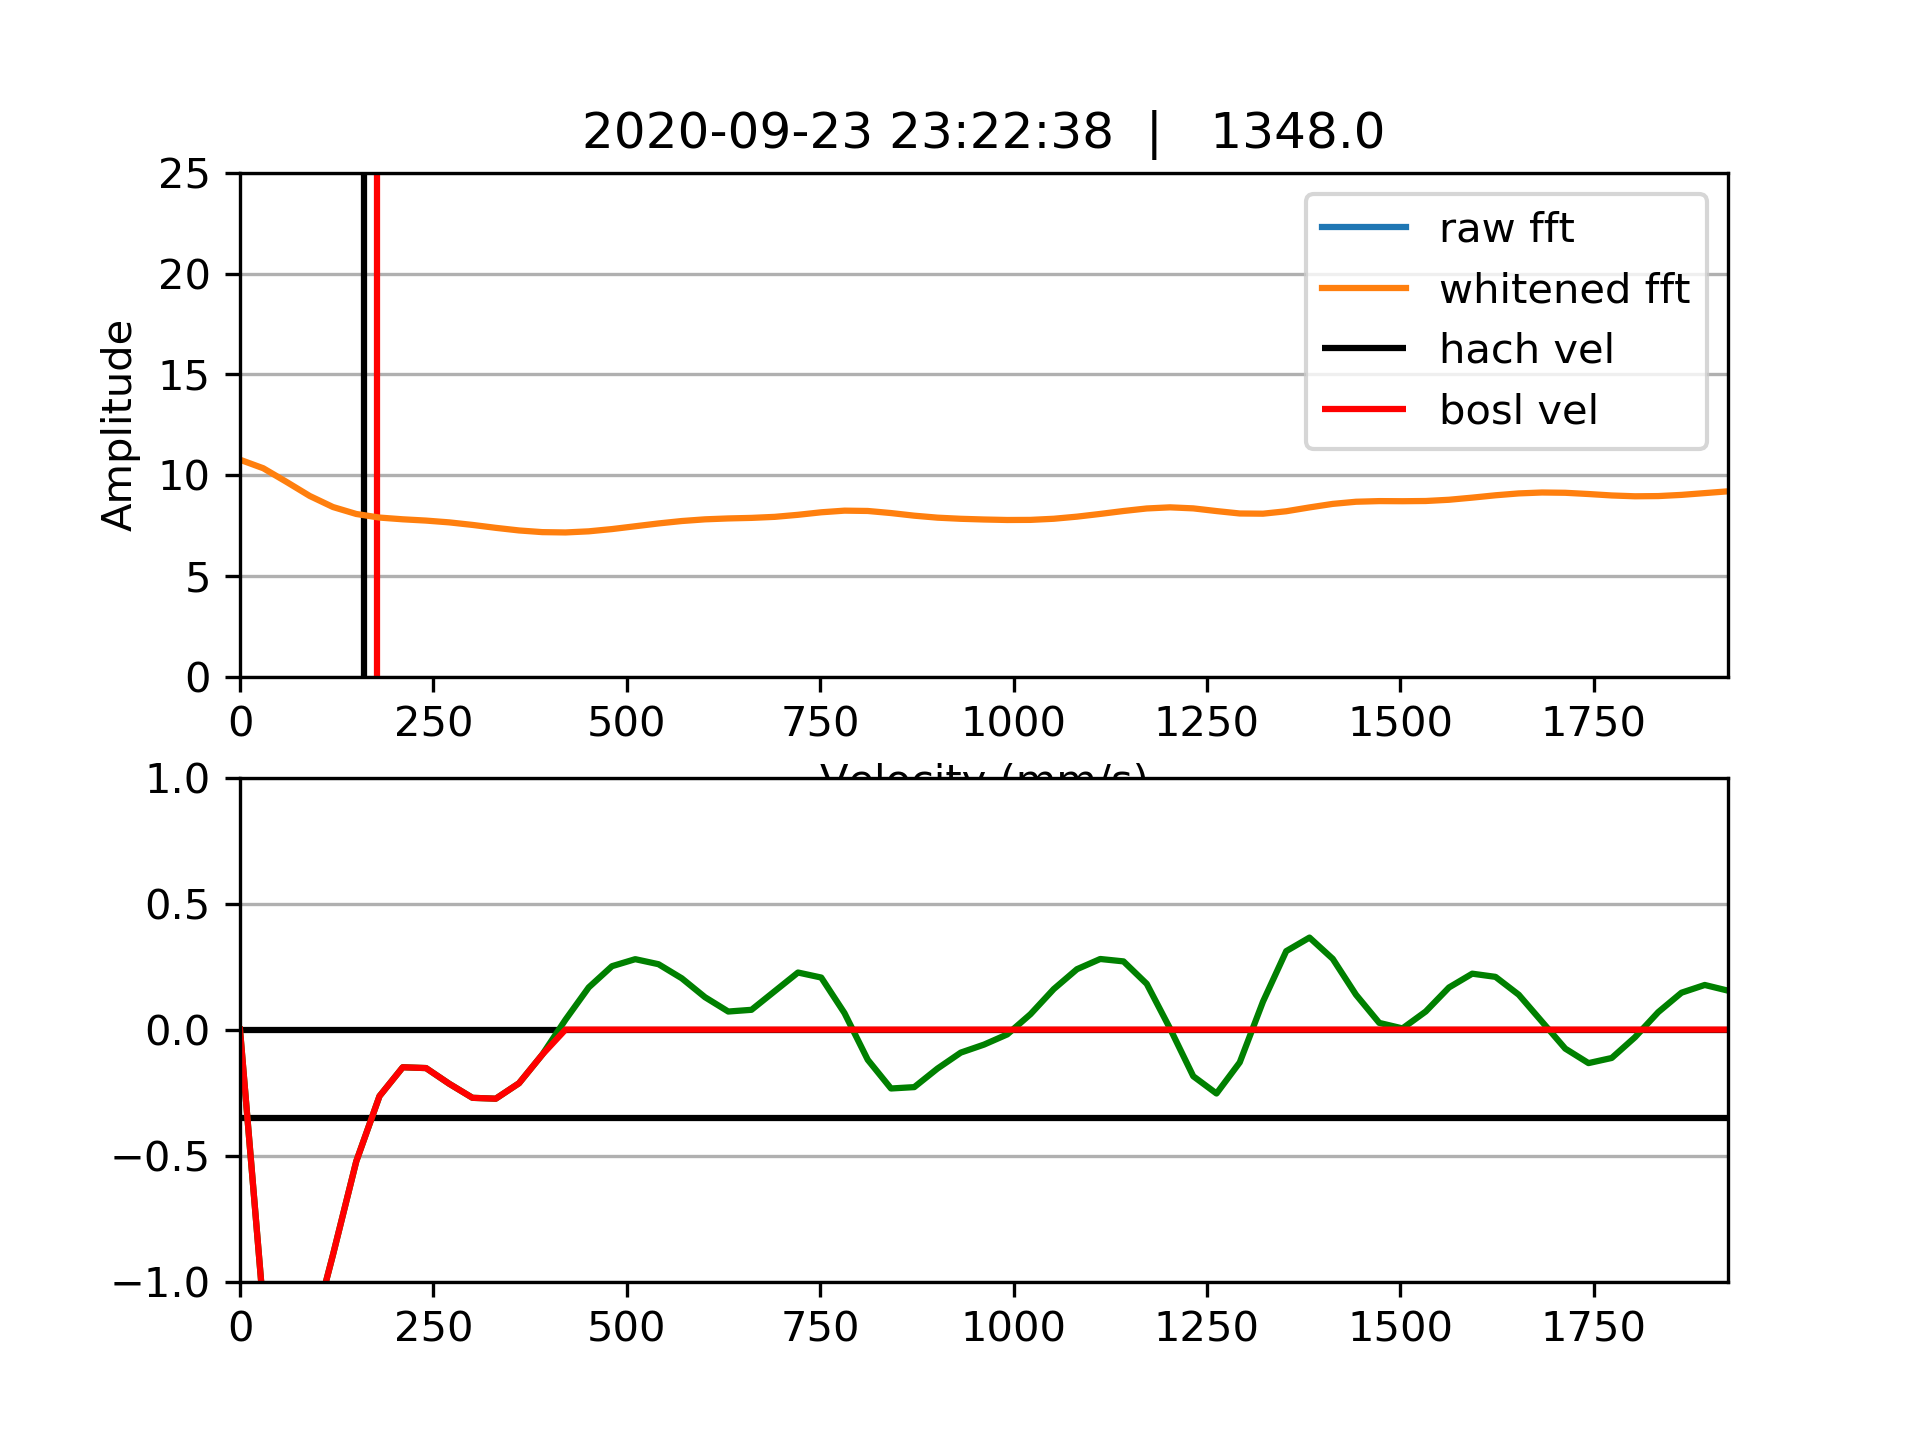 2020-09-23 23:22:38 | 1348.0
25
20
15
10
5
0
Amplitude
raw fft
whitened fft
hach vel
bosl vel
0 250 500 750 1000 1250 1500 1750
Velocity (mm/s)
1.0
0.5
0.0
−0.5
−1.0
0 250 500 750 1000 1250 1500 1750